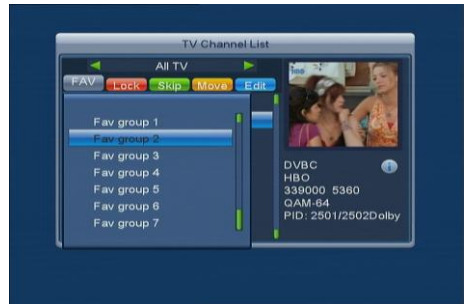 TV Channel List
All TV
FAV Lock Skip Move Edit
Fav group 1
Fav group 2
Fav group 3
Fav group 4
Fav group 5
Fav group 6
Fav group 7
HBO
DVBC
HBO
339000 5360
QAM-64
PID: 2501/2502Dolby